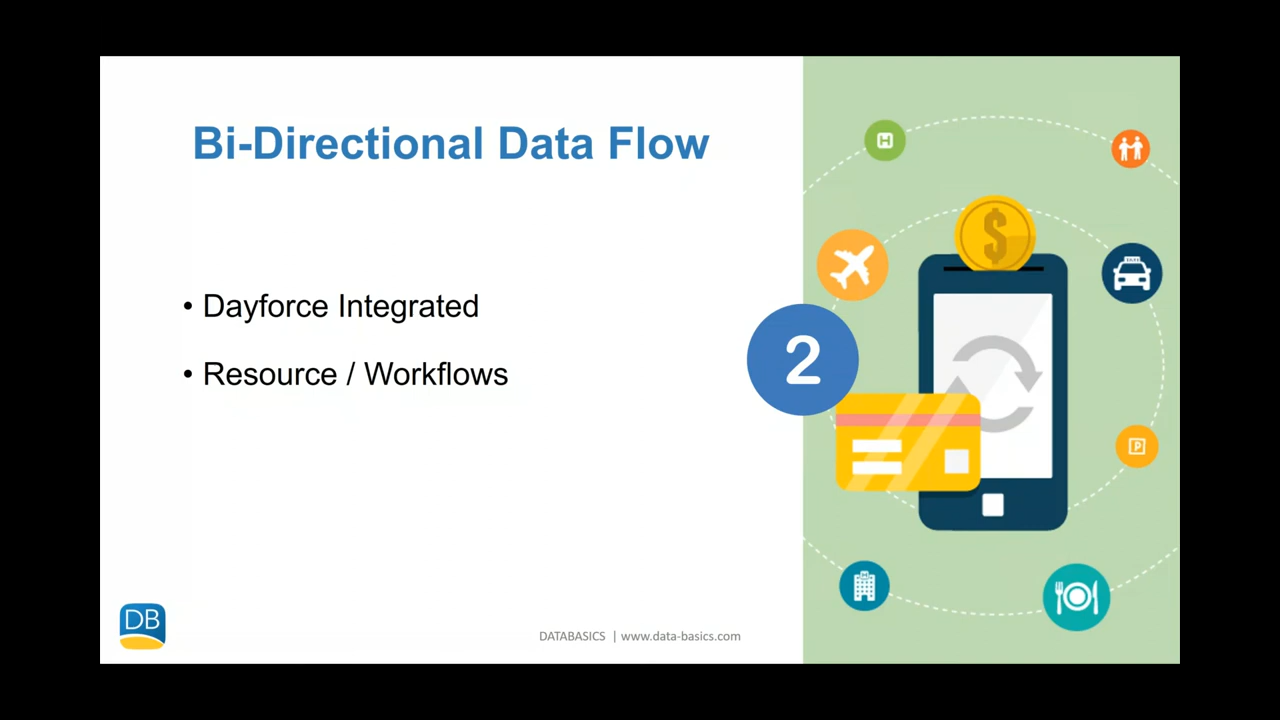 Bi-Directional Data Flow
• Dayforce Integrated
• Resource / Workflows
2
$
H
P
DB
DATABASICS | www.data-basics.com